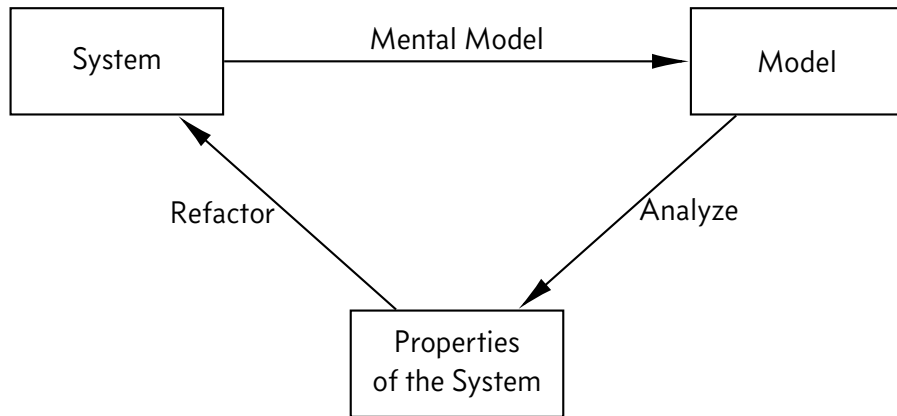 System
Mental Model
Model
Refactor
Analyze
Properties
of the System